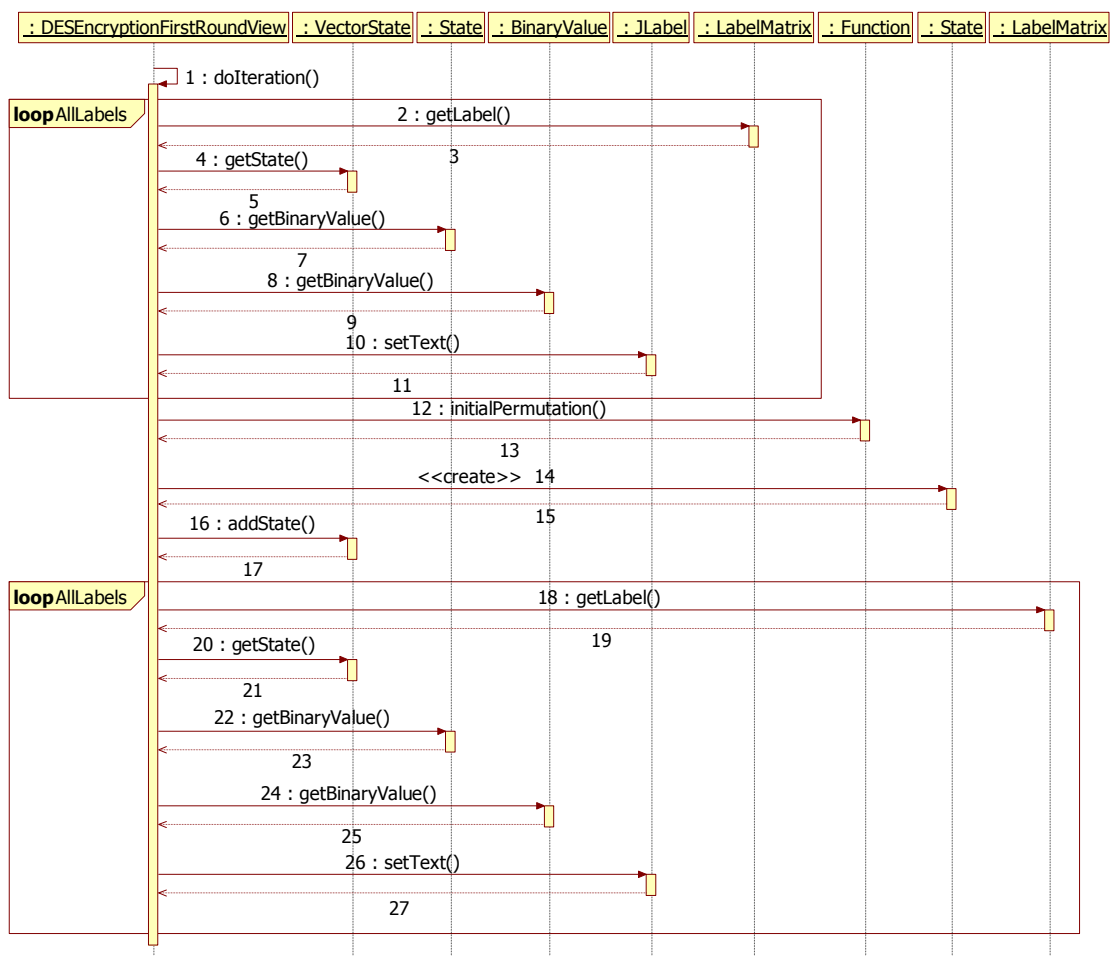 : DESEncryptionFirstRoundView : VectorState : State : BinaryValue : JLabel : LabelMatrix : Function : State : LabelMatrix
1 : doIteration()
loop AllLabels
2 : getLabel()
3
4 : getState()
5
6 : getBinaryValue()
7
8 : getBinaryValue()
9
10 : setText()
11
12 : initialPermutation()
13
<<create>> 14
15
16 : addState()
17
loop AllLabels
18 : getLabel()
19
20 : getState()
21
22 : getBinaryValue()
23
24 : getBinaryValue()
25
26 : setText()
27